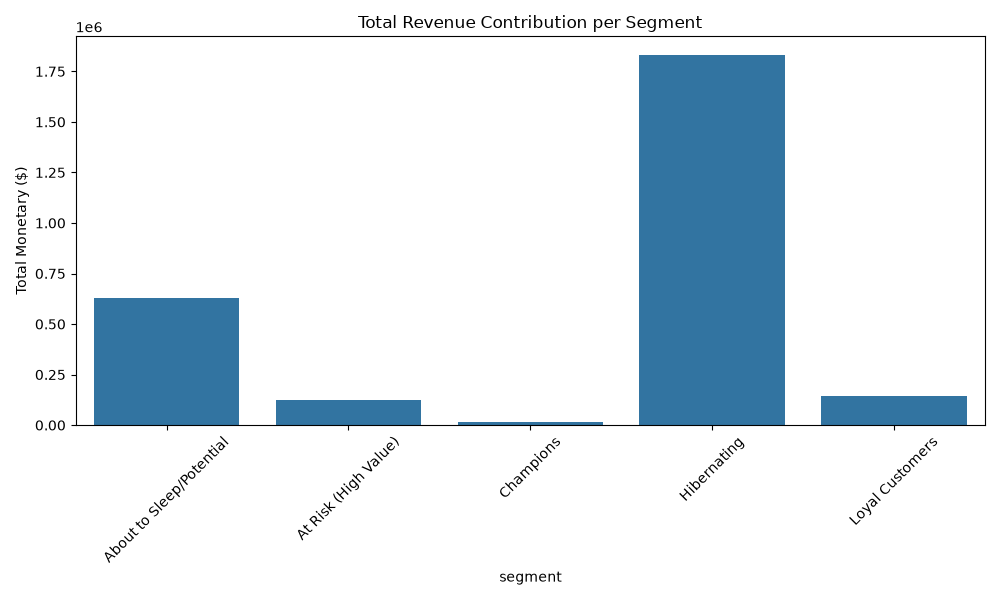 Total Revenue Contribution per Segment
1e6
Total Monetary ($)
1.75
1.50
1.25
1.00
0.75
0.50
0.25
0.00
About to Sleep/Potential
At Risk (High Value)
Champions
Hibernating
Loyal Customers
segment